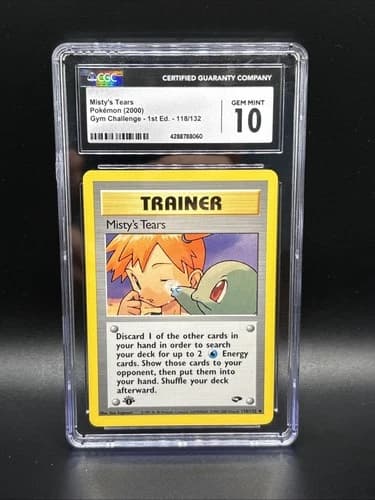 CGC
CERTIFIED GUARANTY COMPANY
Misty's Tears
Pokémon (2000)
Gym Challenge - 1st Ed. - 118/132
4288788060
GEM MINT
10
TRAINER
Misty's Tears
Discard 1 of the other cards in
your hand in order to search
your deck for up to 2 Energy
cards. Show those cards to your
opponent, then put them into
your hand. Shuffle your deck
afterward.
118/132